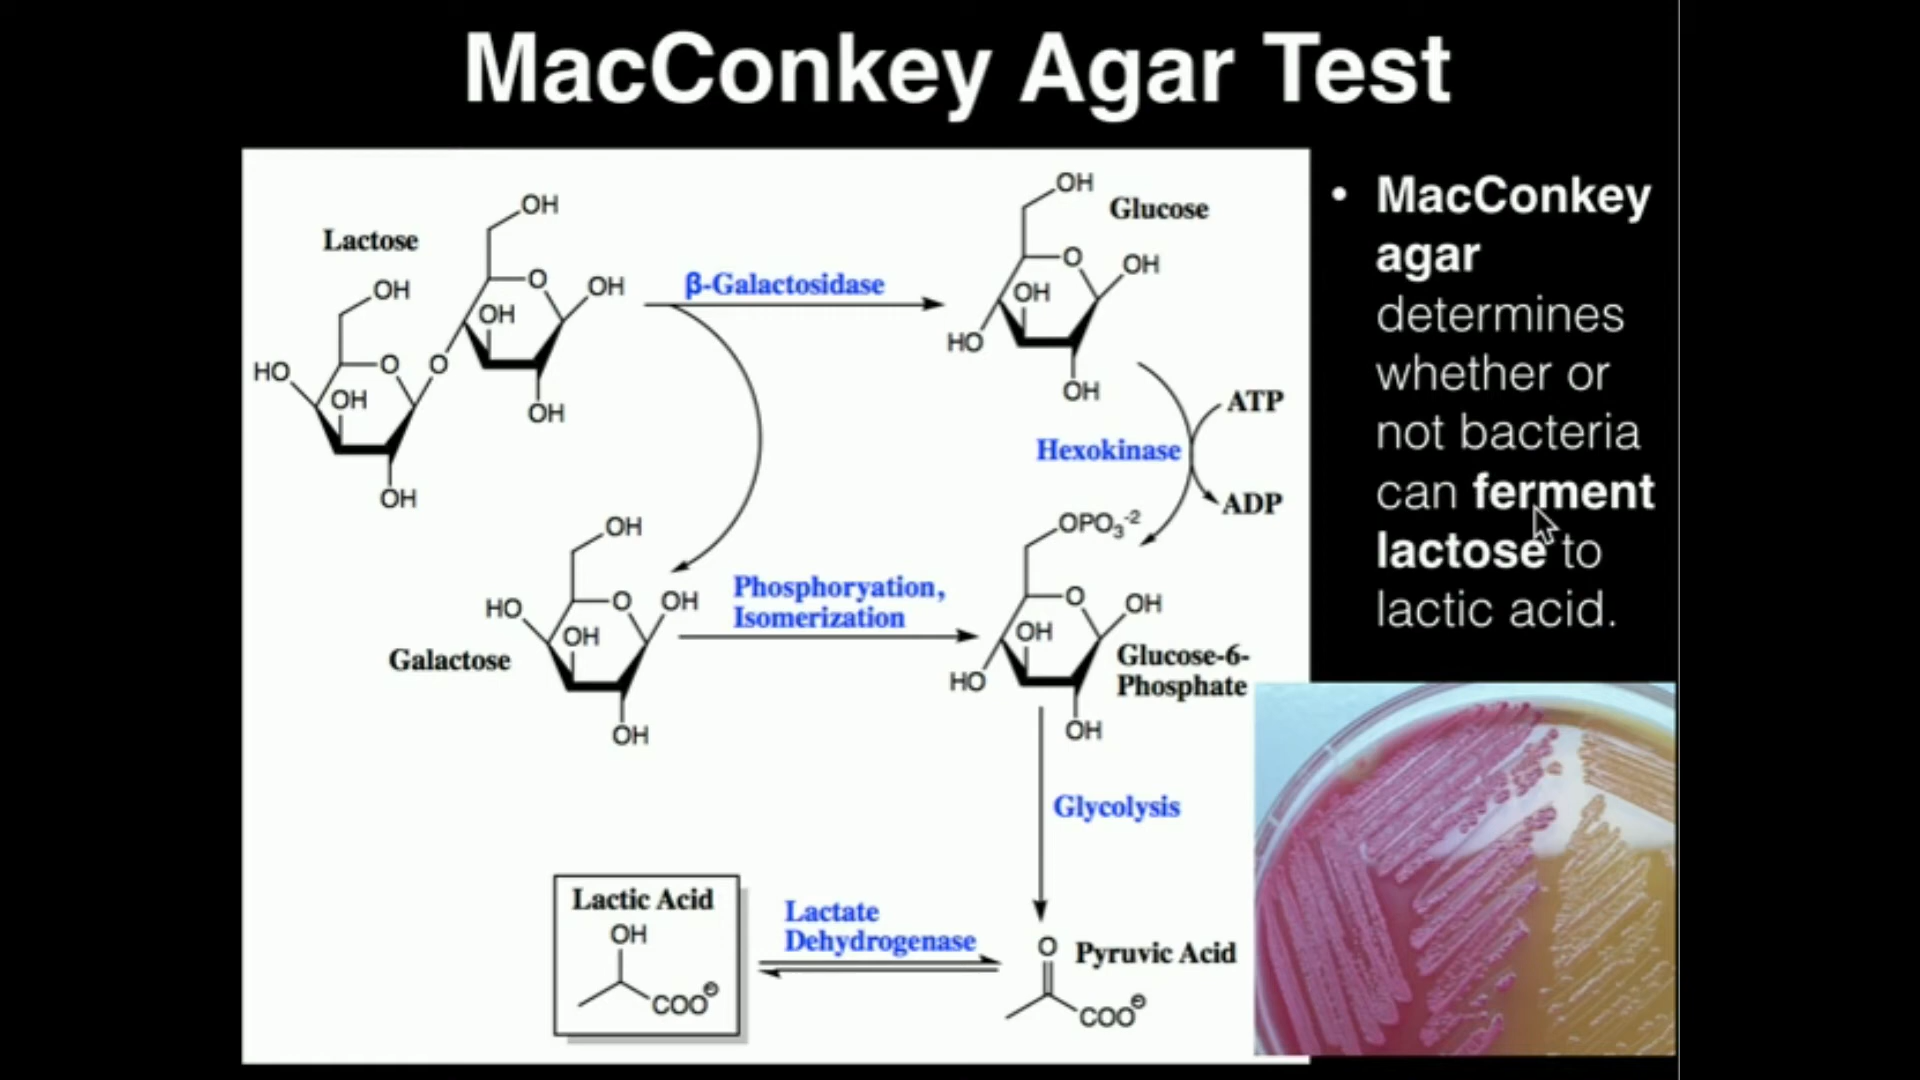 MacConkey Agar Test
Lactose
OH
OH
O
OH
OH
HO
O
O
OH
OH
OH
β-Galactosidase
OH
Glucose
O
OH
OH
HO
OH
ATP
Hexokinase
ADP
OH
HO
O
OH
OH
Galactose
OH
Phosphoryation,
Isomerization
OPO3-2
O
OH
OH
HO
Glucose-6-
Phosphate
OH
Glycolysis
Lactic Acid
OH
COO⊖
Lactate
Dehydrogenase
O
Pyruvic Acid
COO⊖
• MacConkey
agar
determines
whether or
not bacteria
can ferment
lactose to
lactic acid.